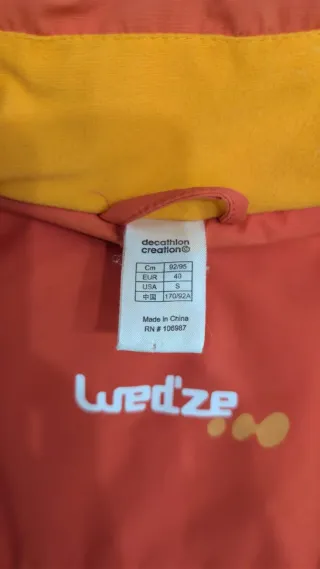 decathlon
creation©
Cm 92/95
EUR 40
USA S
中国 170/92A
Made in China
RN # 106987
wed'ze